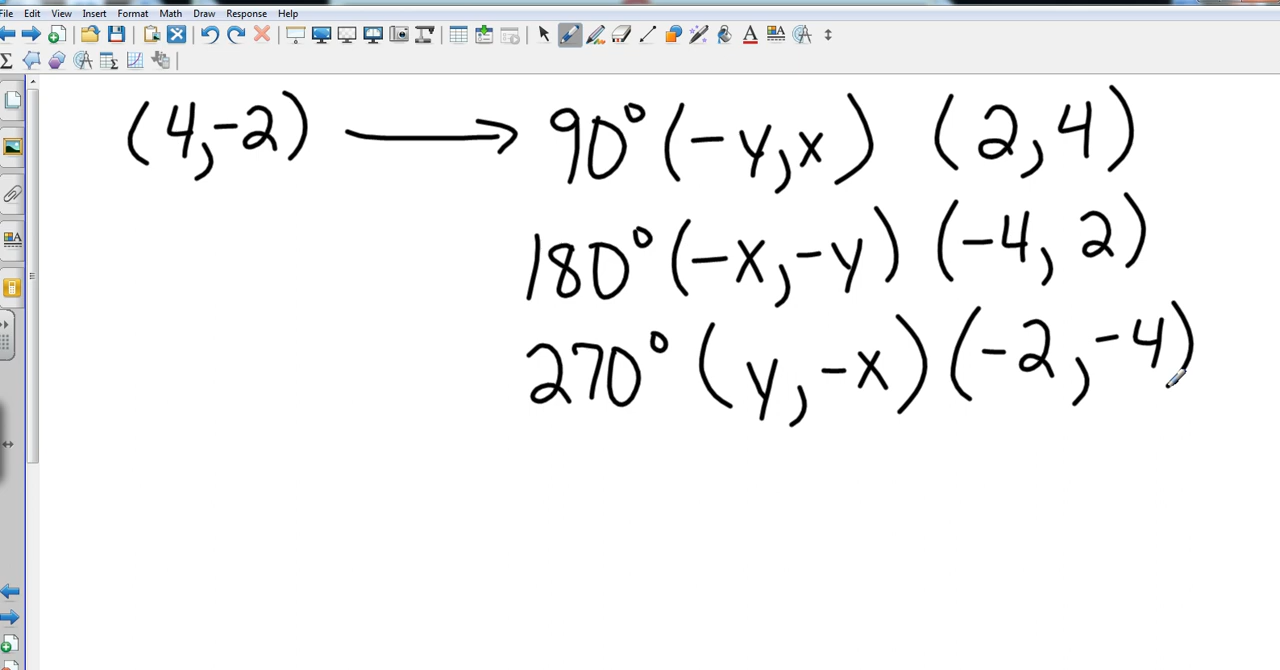 File Edit View Insert Format Math Draw Response Help
(4,-2) → 90° (-y,x) (2,4)
180° (-x,-y) (-4, 2)
270° (y,-x) (-2,-4)